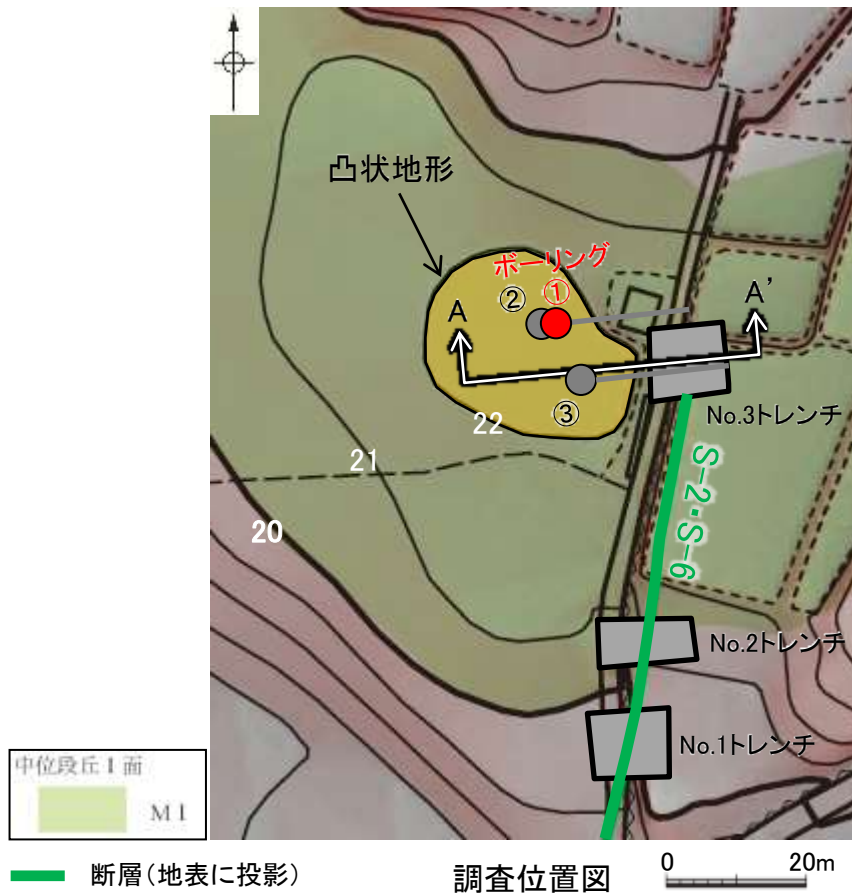 凸状地形
ボーリング
②
①
A
A’
③
22
No.3トレンチ
21
S-2・S-6
20
No.2トレンチ
No.1トレンチ
中位段丘Ⅰ面
MⅠ
断層(地表に投影)
調査位置図
0
20m